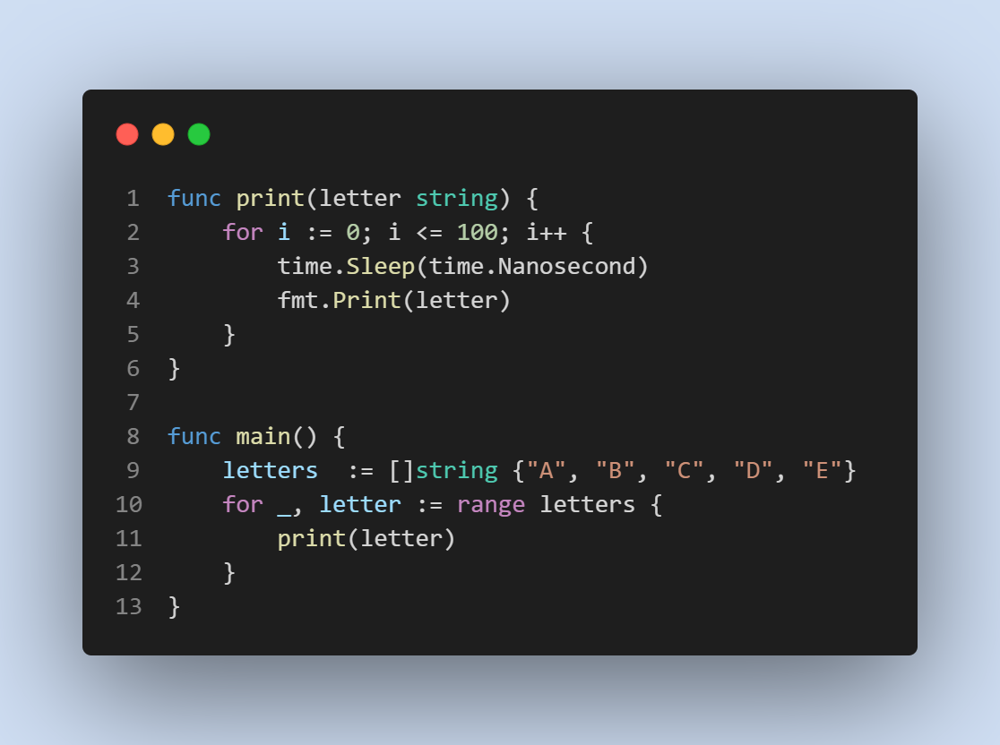 1 func print(letter string) {
2     for i := 0; i <= 100; i++ {
3         time.Sleep(time.Nanosecond)
4         fmt.Print(letter)
5     }
6 }
7
8 func main() {
9     letters  := []string {"A", "B", "C", "D", "E"}
10     for _, letter := range letters {
11         print(letter)
12     }
13 }